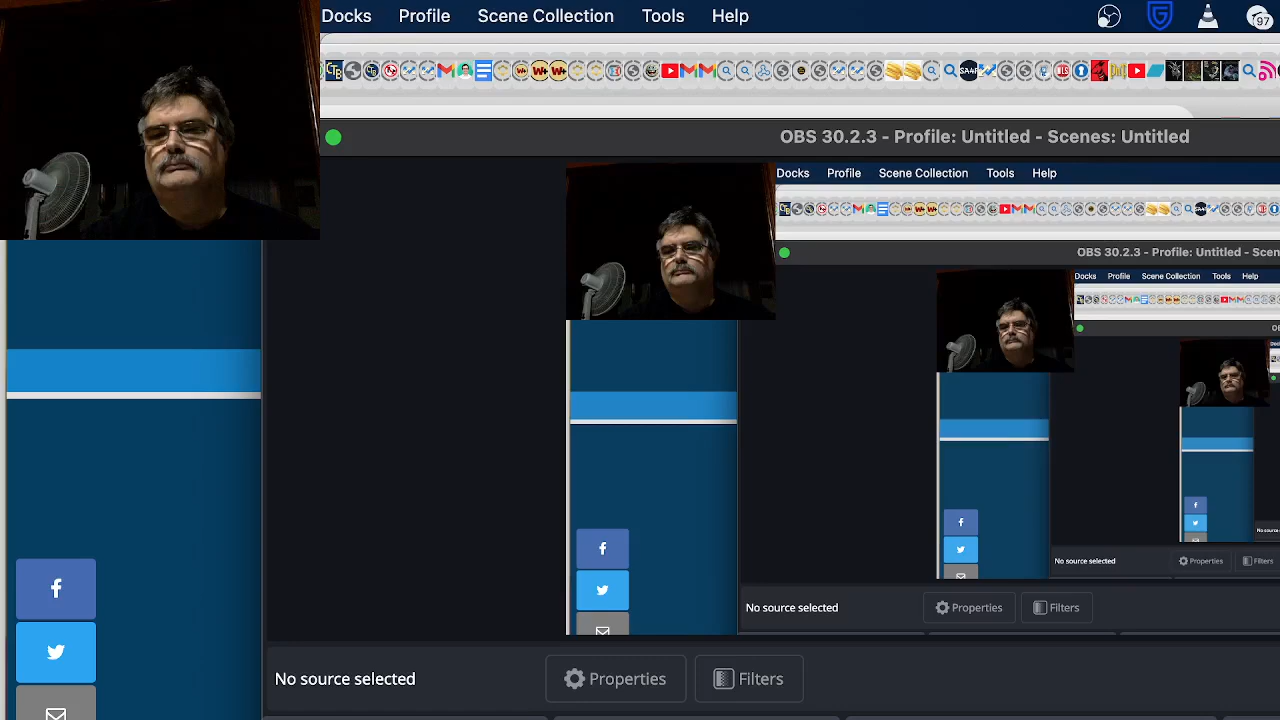 Docks Profile Scene Collection Tools Help
97
OBS 30.2.3 - Profile: Untitled - Scenes: Untitled
Docks Profile Scene Collection Tools Help
OBS 30.2.3 - Profile: Untitled - Scen
Docks Profile Scene Collection Tools Help
No source selected Properties Filters
No source selected Properties Filters
No source selected Properties Filters